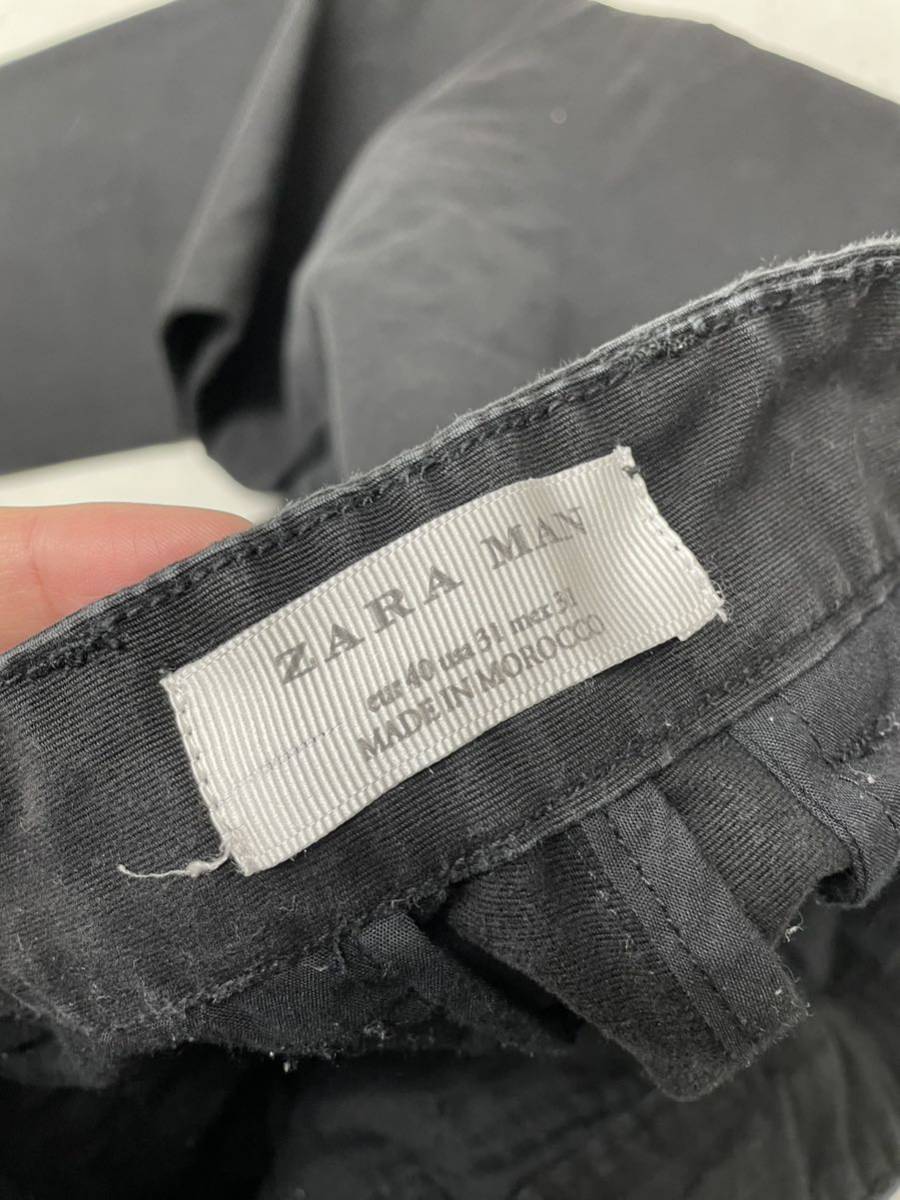 ZARA MAN
eur 40 usa 31 mex 31
MADE IN MOROCCO